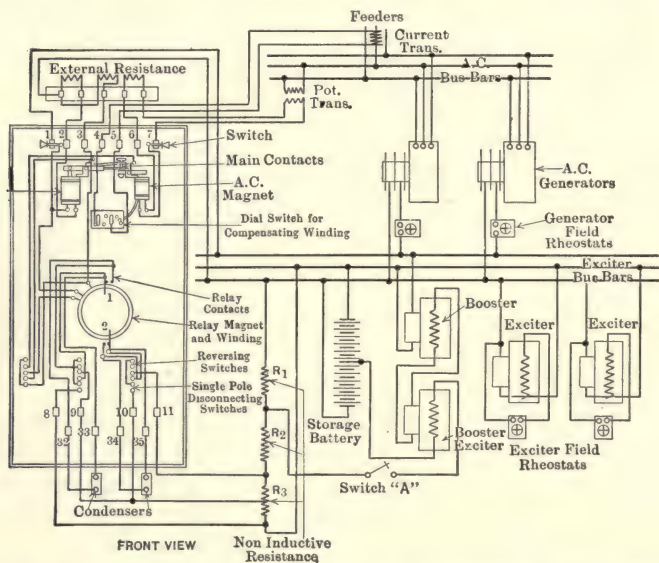 Feeders
Current
Trans.
A.C.
Bus-Bars
External Resistance
Pot.
Trans.
1 2 3 4 5 6 7
Switch
Main Contacts
A.C.
Magnet
A.C.
Generators
Dial Switch for
Compensating Winding
Generator
Field
Rheostats
Exciter
Bus Bars
1
Relay
Contacts
Relay Magnet
and Winding
2
Booster
Exciter
Exciter
Reversing
Switches
Single Pole
Disconnecting
Switches
R1
8 9 10 11
32 33 34 35
R2
Storage
Battery
Booster
Exciter
Exciter Field
Rheostats
Switch "A"
R3
Condensers
FRONT VIEW
Non Inductive
Resistance